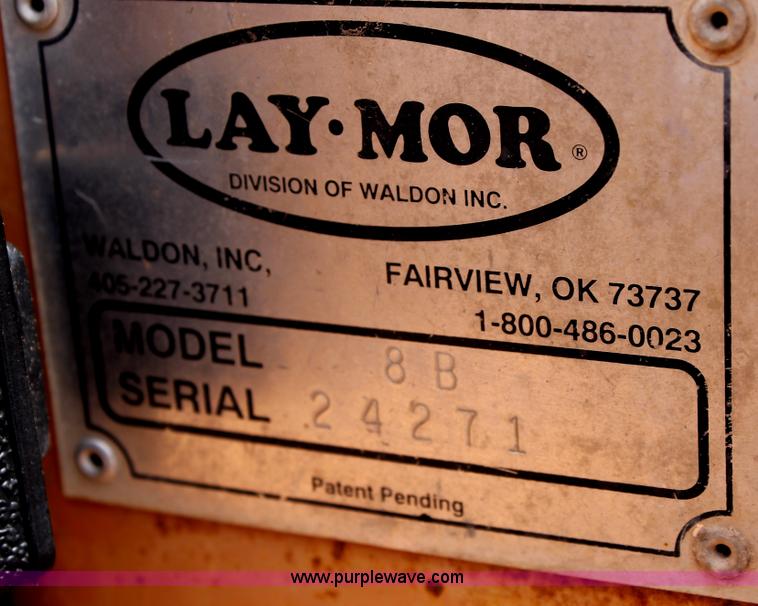 LAY·MOR®
DIVISION OF WALDON INC.
WALDON, INC,
405-227-3711
FAIRVIEW, OK 73737
1-800-486-0023
MODEL 8B
SERIAL 24271
Patent Pending
www.purplewave.com